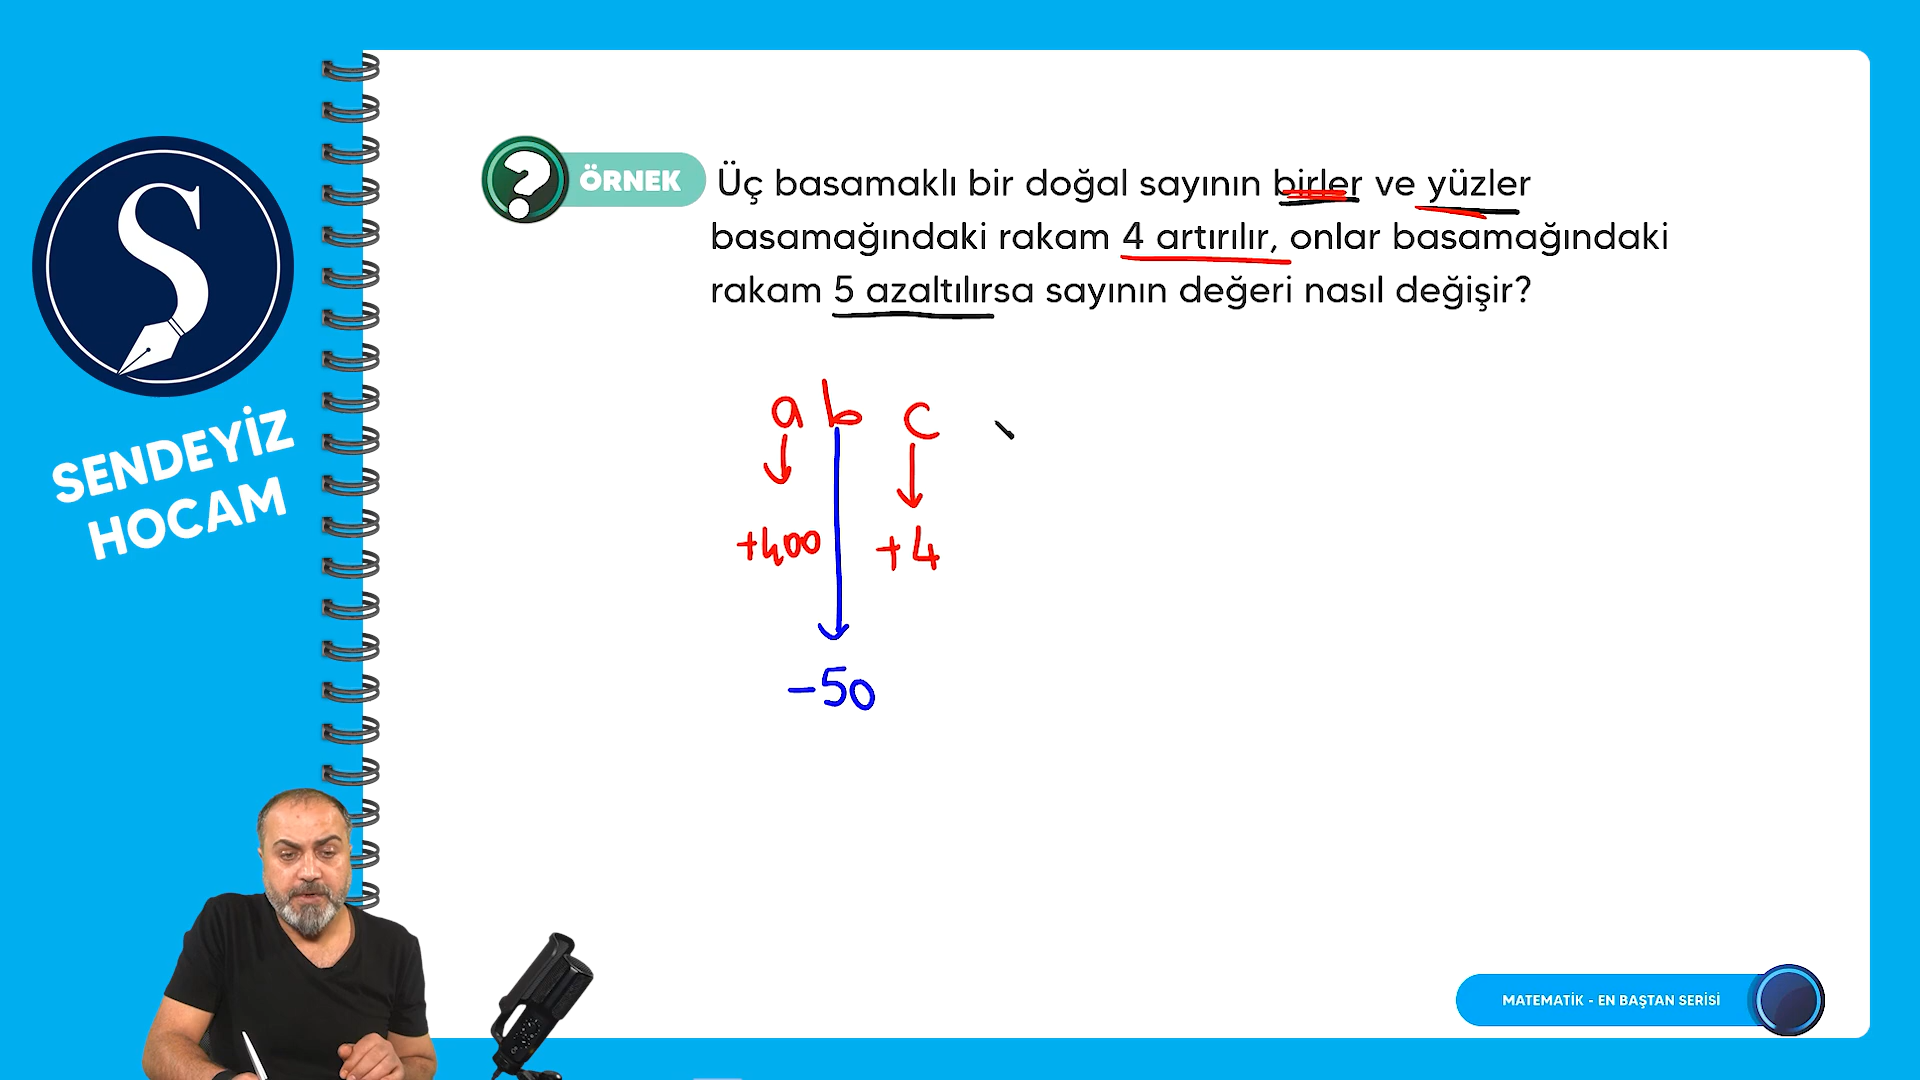 ÖRNEK
Üç basamaklı bir doğal sayının birler ve yüzler
basamağındaki rakam 4 artırılır, onlar basamağındaki
rakam 5 azaltılırsa sayının değeri nasıl değişir?
SENDEYİZ
HOCAM
a b c
+400 +4
-50
MATEMATİK - EN BAŞTAN SERİSİ